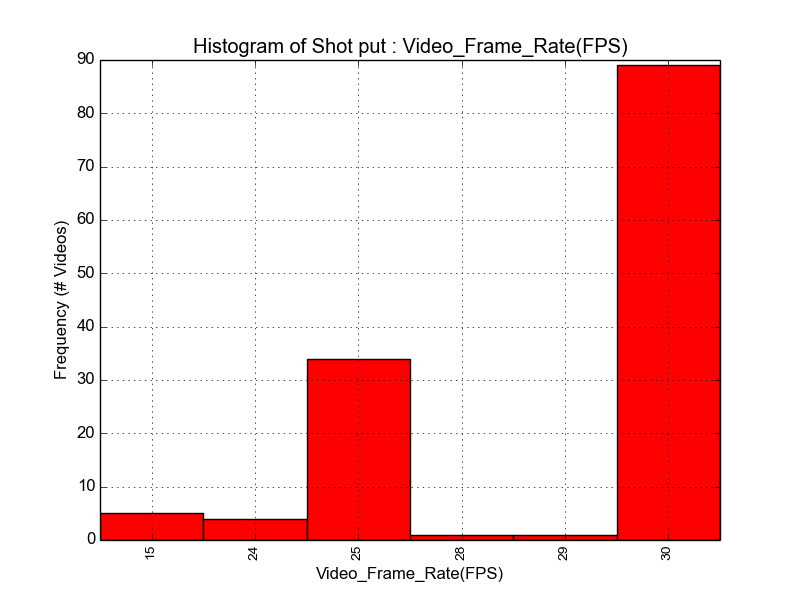 Histogram of Shot put : Video_Frame_Rate(FPS)
90
80
70
60
50
40
30
20
10
0
Frequency (# Videos)
15 24 25 28 29 30
Video_Frame_Rate(FPS)